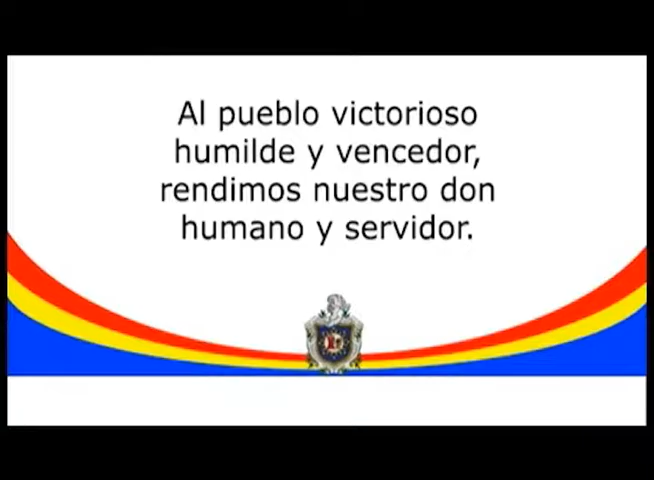 Al pueblo victorioso
humilde y vencedor,
rendimos nuestro don
humano y servidor.